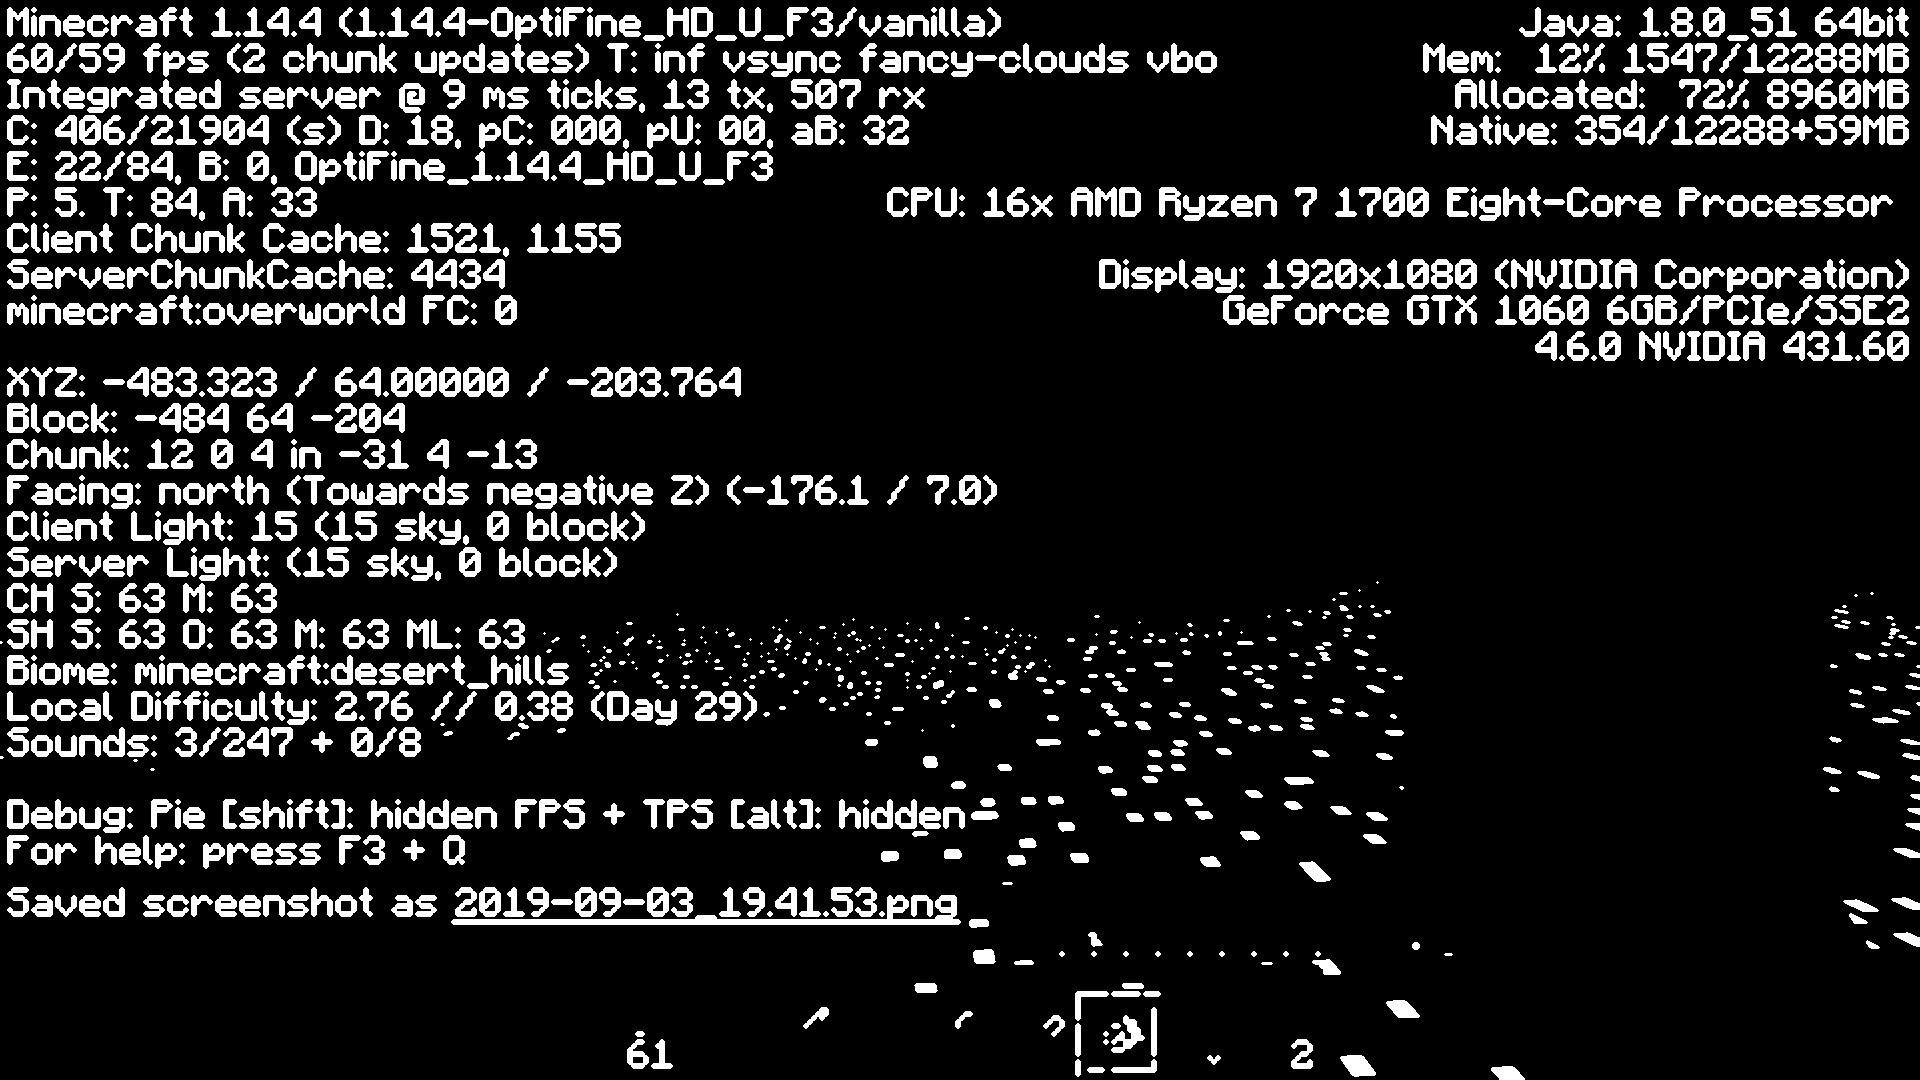 Minecraft 1.14.4 (1.14.4-OptiFine_HD_U_F3/vanilla)
60/59 fps (2 chunk updates) T: inf vsync fancy-clouds vbo
Integrated server @ 9 ms ticks, 13 tx, 507 rx
C: 406/21904 (s) D: 18, pC: 000, pU: 00, aB: 32
E: 22/84, B: 0, OptiFine_1.14.4_HD_U_F3
P: 5. T: 84, A: 33
Client Chunk Cache: 1521, 1155
ServerChunkCache: 4434
minecraft:overworld FC: 0
XYZ: -483.323 / 64.00000 / -203.764
Block: -484 64 -204
Chunk: 12 0 4 in -31 4 -13
Facing: north (Towards negative Z) (-176.1 / 7.0)
Client Light: 15 (15 sky, 0 block)
Server Light: (15 sky, 0 block)
CH S: 63 M: 63
SH S: 63 O: 63 M: 63 ML: 63
Biome: minecraft:desert_hills
Local Difficulty: 2.76 // 0.38 (Day 29)
Sounds: 3/247 + 0/8
Debug: Pie [shift]: hidden FPS + TPS [alt]: hidden
For help: press F3 + Q
Saved screenshot as 2019-09-03_19.41.53.png
Java: 1.8.0_51 64bit
Mem: 12% 1547/12288MB
Allocated: 72% 8960MB
Native: 354/12288+59MB
CPU: 16x AMD Ryzen 7 1700 Eight-Core Processor
Display: 1920x1080 (NVIDIA Corporation)
GeForce GTX 1060 6GB/PCIe/SSE2
4.6.0 NVIDIA 431.60
61
2